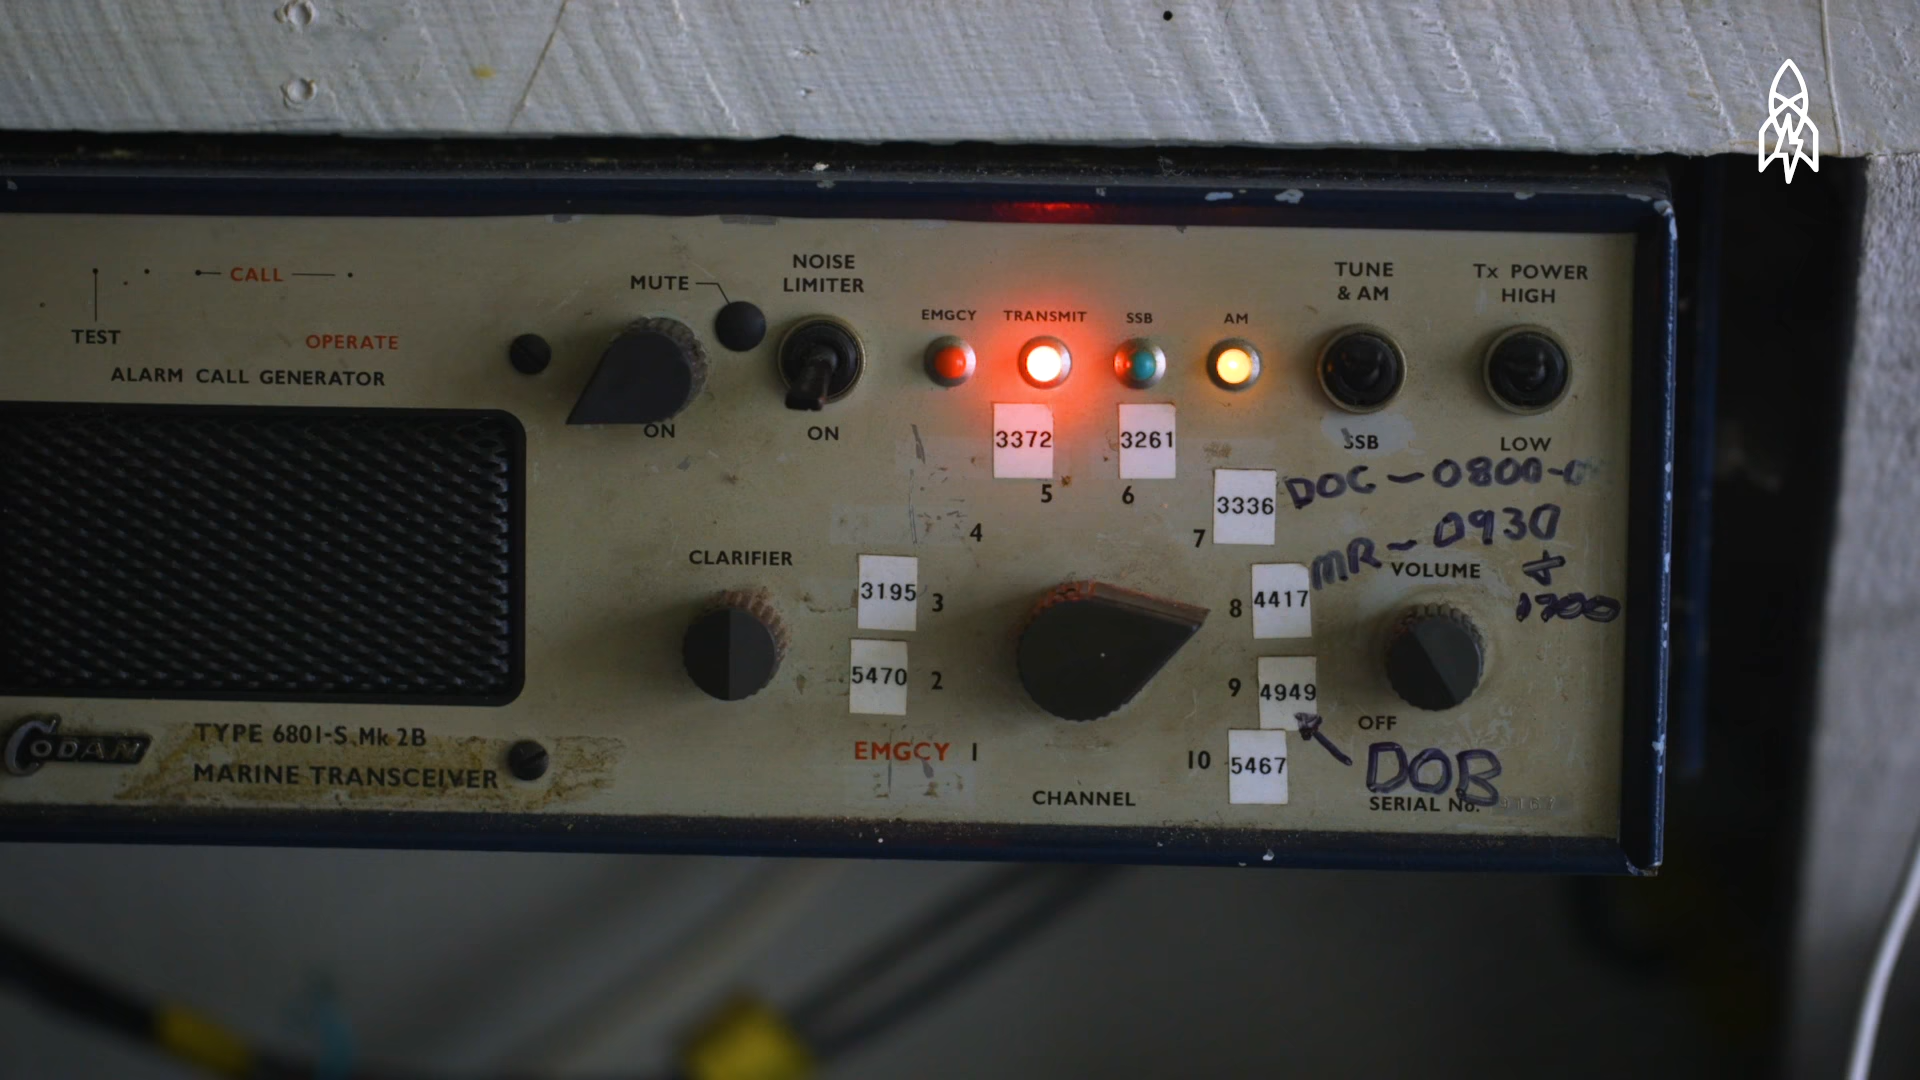 CALL
TEST
OPERATE
ALARM CALL GENERATOR
MUTE
ON
NOISE
LIMITER
ON
EMGCY
TRANSMIT
SSB
AM
TUNE
& AM
SSB
Tx POWER
HIGH
LOW
3372
5
3261
6
4
3336
7
DOC - 0800-
MR - 0930
+
1700
CLARIFIER
3195 3
5470 2
EMGCY 1
8 4417
9 4949
10 5467
CHANNEL
VOLUME
OFF
DOB
SERIAL No.
CODAN
TYPE 6801-S Mk 2B
MARINE TRANSCEIVER